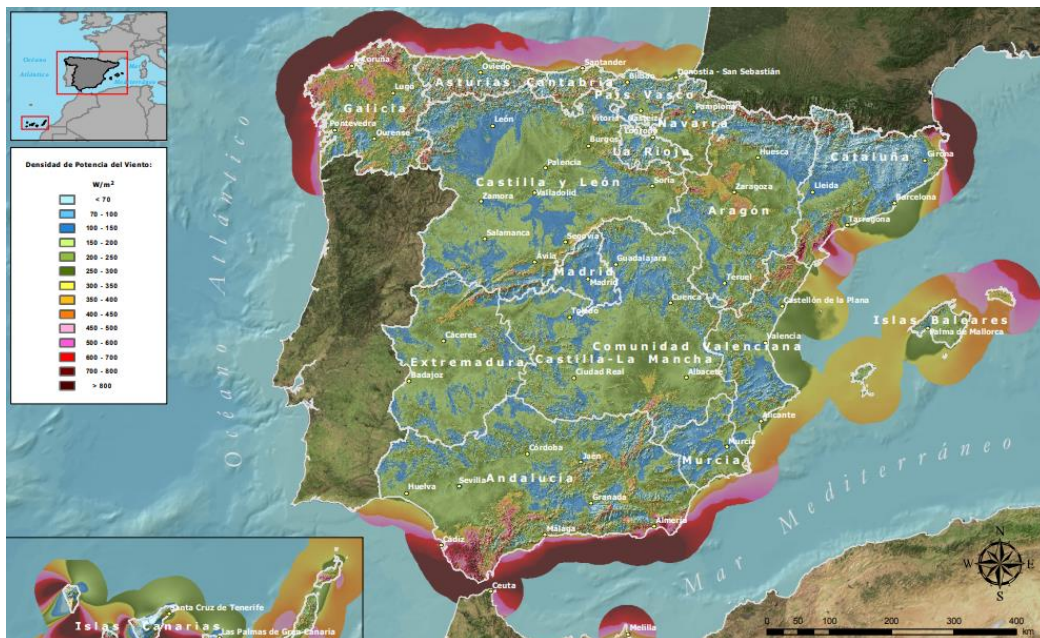 Océano
Atlántico
Mar
Mediterráneo
Densidad de Potencia del Viento:
W/m²
< 70
70 - 100
100 - 150
150 - 200
200 - 250
250 - 300
300 - 350
350 - 400
400 - 450
450 - 500
500 - 600
600 - 700
700 - 800
> 800
Océano Atlántico
A Coruña
Lugo
Galicia
Pontevedra
Ourense
Oviedo
Asturias
Santander
Cantabria
Bilbao
Donostia - San Sebastián
País Vasco
Vitoria
Gasteiz
Pamplona
Navarra
Logroño
La Rioja
León
Burgos
Palencia
Castilla y León
Valladolid
Zamora
Soria
Salamanca
Segovia
Ávila
Huesca
Zaragoza
Aragón
Teruel
Cataluña
Girona
Lleida
Barcelona
Tarragona
Madrid
Madrid
Guadalajara
Cuenca
Toledo
Castilla-La Mancha
Ciudad Real
Albacete
Castellón de la Plana
Valencia
Comunidad Valenciana
Alicante
Islas Baleares
Palma de Mallorca
Cáceres
Extremadura
Badajoz
Murcia
Murcia
Córdoba
Jaén
Andalucía
Sevilla
Huelva
Granada
Almería
Málaga
Cádiz
Ceuta
Melilla
Mar Mediterráneo
Santa Cruz de Tenerife
Islas Canarias
Las Palmas de Gran Canaria
N
W
E
S
0 50 100 200 300 400
km